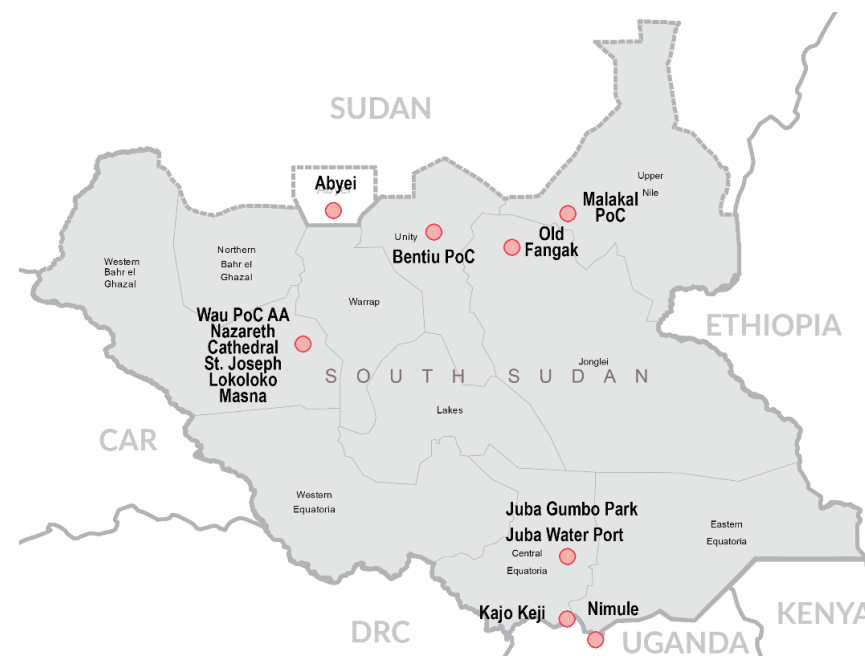 SUDAN
Abyei
Upper
Nile
Malakal
PoC
Old
Fangak
Unity
Bentiu PoC
Northern
Bahr el
Ghazal
Western
Bahr el
Ghazal
Warrap
Wau PoC AA
Nazareth
Cathedral
St. Joseph
Lokoloko
Masna
ETHIOPIA
Jonglei
SOUTH SUDAN
Lakes
CAR
Western
Equatoria
Juba Gumbo Park
Juba Water Port
Central
Equatoria
Eastern
Equatoria
Kajo Keji
Nimule
DRC
UGANDA
KENYA